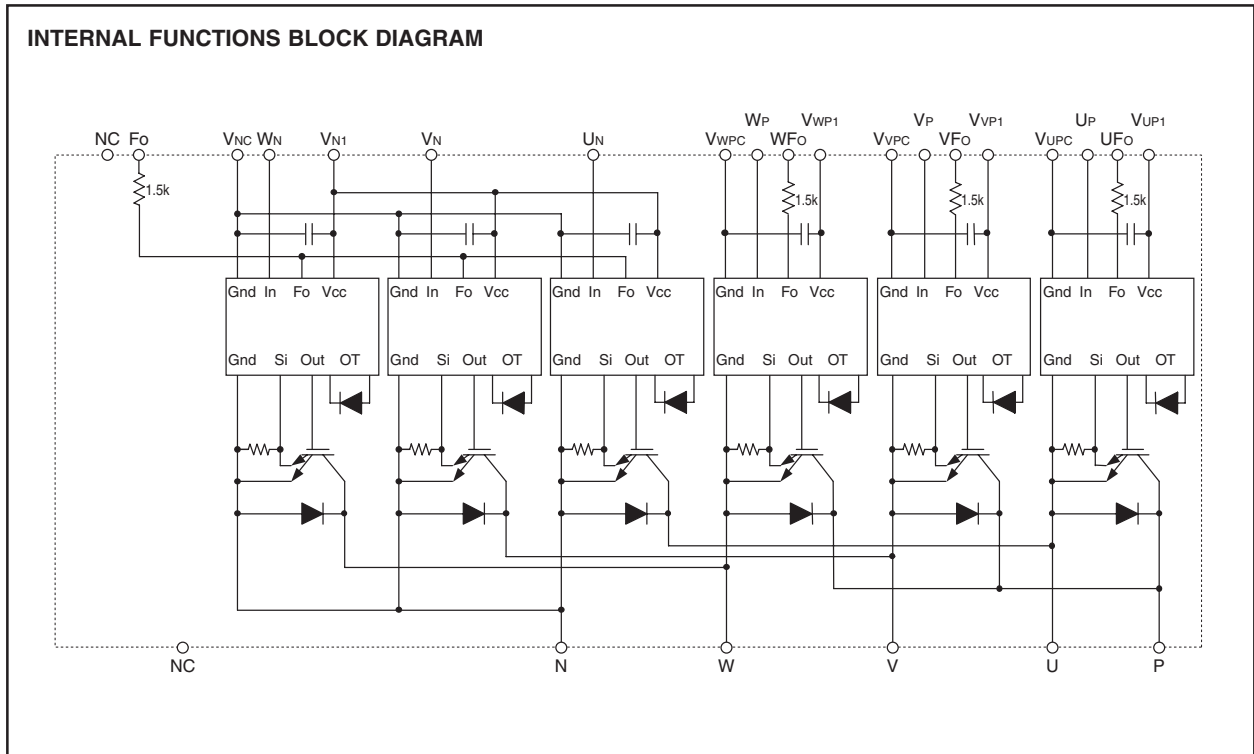 INTERNAL FUNCTIONS BLOCK DIAGRAM
WP VWP1 VP VVP1 UP VUP1
NC FO VNC WN VN1 VN UN VWPC WFO VVPC VFO VUPC UFO
1.5k 1.5k 1.5k 1.5k
Gnd In Fo Vcc Gnd In Fo Vcc Gnd In Fo Vcc Gnd In Fo Vcc Gnd In Fo Vcc Gnd In Fo Vcc
Gnd Si Out OT Gnd Si Out OT Gnd Si Out OT Gnd Si Out OT Gnd Si Out OT Gnd Si Out OT
NC N W V U P